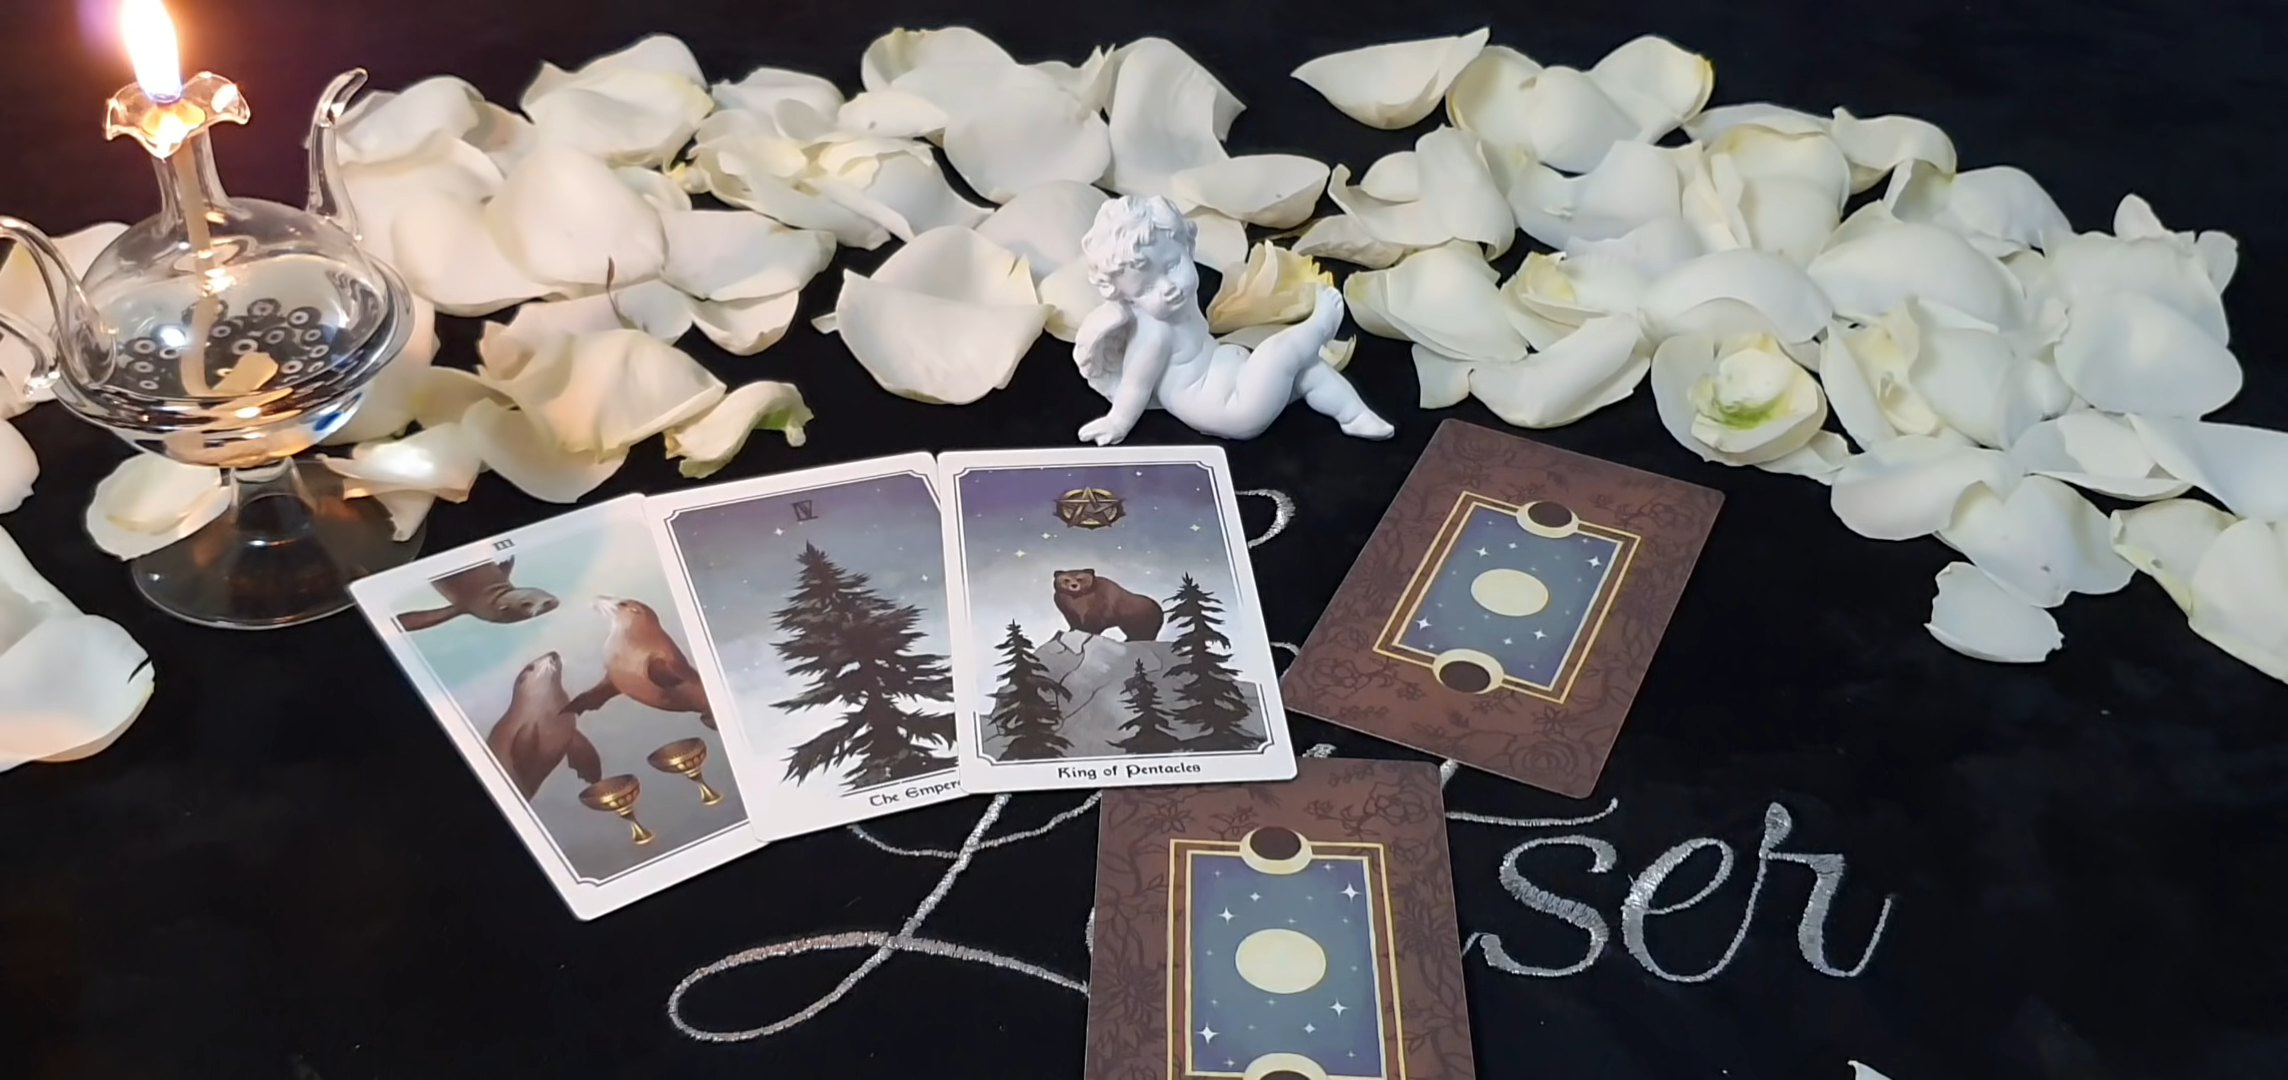 III
IV
The Emper
King of Pentacles
L
ser